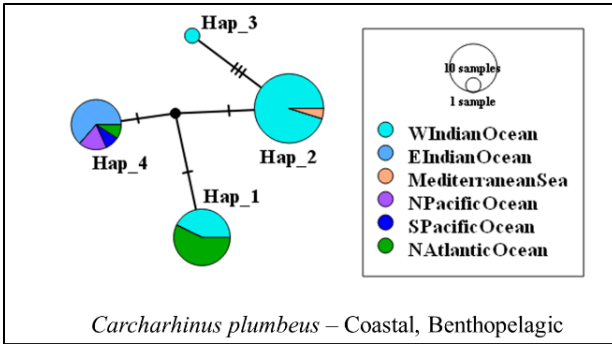 Hap_3
10 samples
1 sample
Hap_4
Hap_2
Hap_1
WIndianOcean
EIndianOcean
MediterraneanSea
NPacificOcean
SPacificOcean
NAtlanticOcean
Carcharhinus plumbeus – Coastal, Benthopelagic